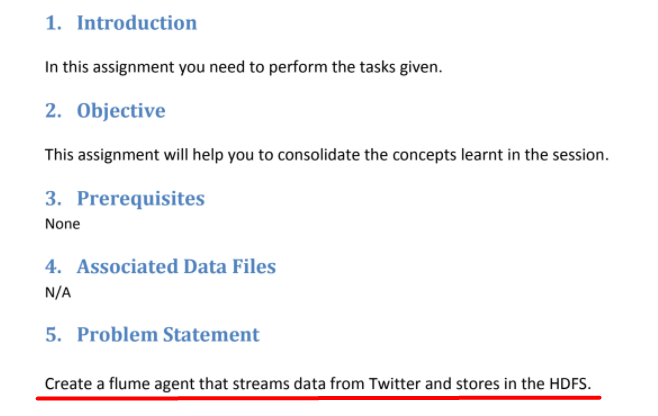 1. Introduction
In this assignment you need to perform the tasks given.
2. Objective
This assignment will help you to consolidate the concepts learnt in the session.
3. Prerequisites
None
4. Associated Data Files
N/A
5. Problem Statement
Create a flume agent that streams data from Twitter and stores in the HDFS.